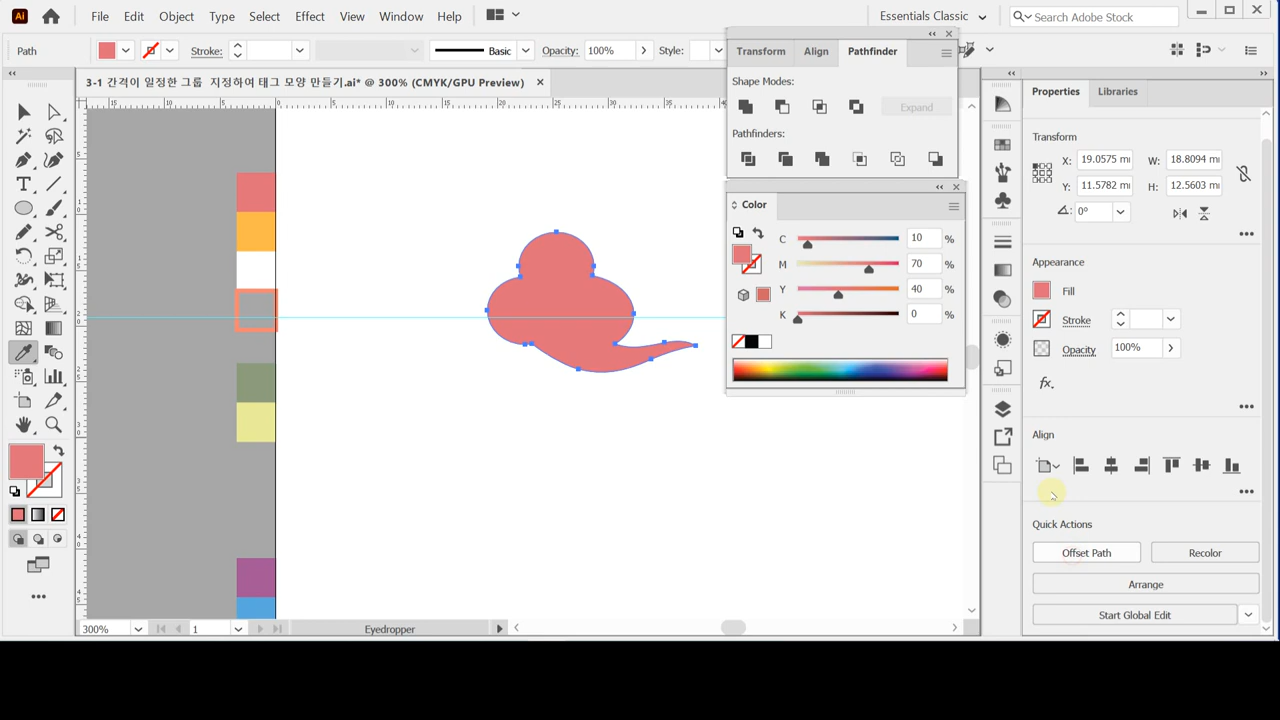 Ai File Edit Object Type Select Effect View Window Help Essentials Classic Search Adobe Stock
Path Stroke: Basic Opacity: 100% Style:
3-1 간격이 일정한 그룹 지정하여 태그 모양 만들기.ai* @ 300% (CMYK/GPU Preview)
Transform Align Pathfinder
Shape Modes:
Expand
Pathfinders:
Color
C 10 %
M 70 %
Y 40 %
K 0 %
Properties Libraries
Transform
X: 19.0575 m W: 18.8094 m
Y: 11.5782 m H: 12.5603 m
0°
Appearance
Fill
Stroke
Opacity 100%
fx.
Align
Quick Actions
Offset Path Recolor
Arrange
Start Global Edit
300% 1 Eyedropper